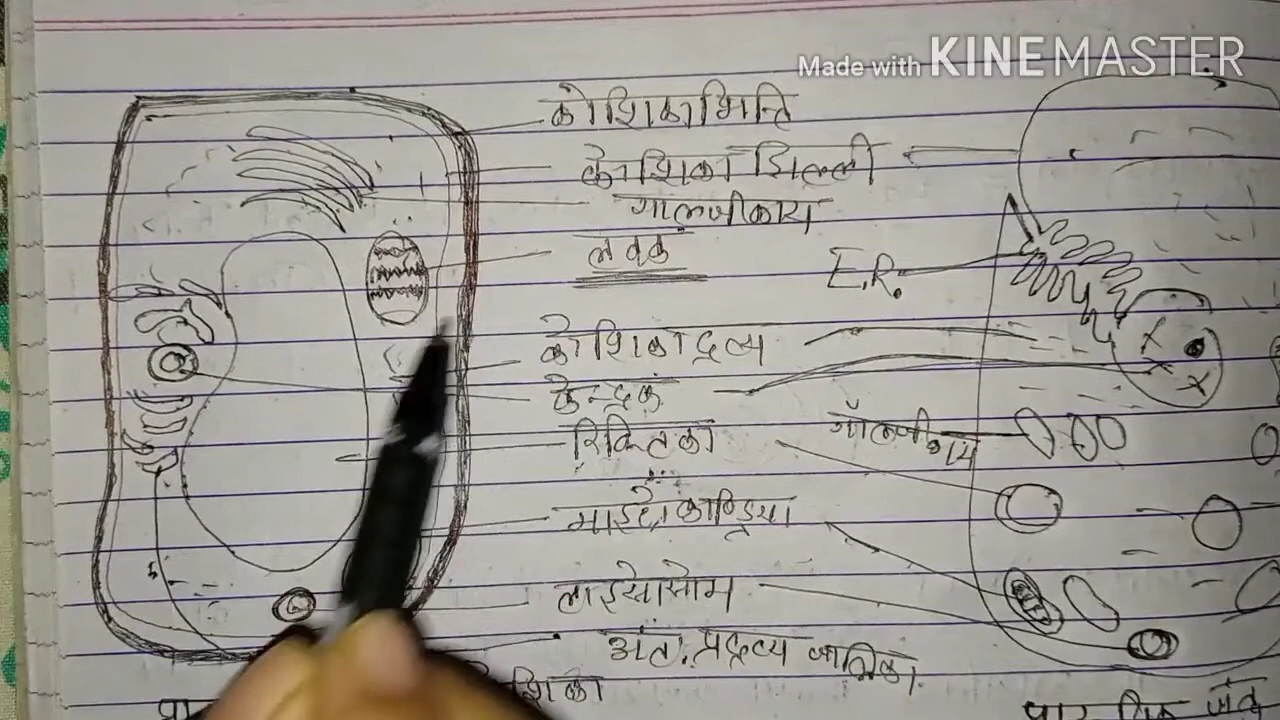 Made with KINEMASTER
कोशिका भित्ति
कोशिका झिल्ली
गाल्जीकाय
लवक
E.R.
कोशिका द्रव्य
केन्द्रक
रिक्तिका
गॉल्जीकाय
माइट्रोकाण्ड्रिया
लाइसोसोम
अंतः प्रद्रव्य जालिका